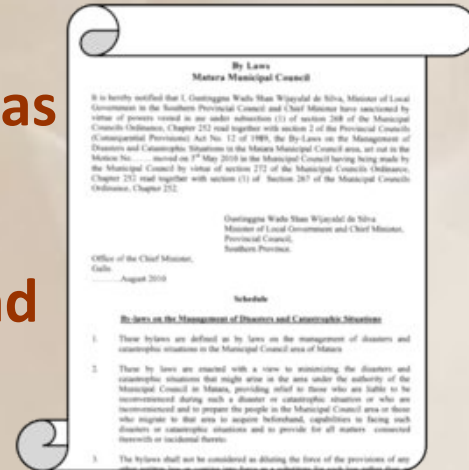 as
nd
By Laws
Matara Municipal Council
It is hereby notified that I, Guntinggna Wadu Shan Wijayalal de Silva, Minister of Local
Government in the Southern Provincial Council and Chief Minister have sanctioned by
virtue of powers vested in me under subsection (1) of section 268 of the Municipal
Councils Ordinance, Chapter 252 read together with section 2 of the Provincial Councils
(Consequential Provisions) Act No. 12 of 1989, the By-Laws on the Management of
Disasters and Catastrophic Situations in the Matara Municipal Council area, set out in the
Motion No....... moved on 3rd May 2010 in the Municipal Council having being made by
the Municipal Council by virtue of section 272 of the Municipal Councils Ordinance,
Chapter 252 read together with section (1) of Section 267 of the Municipal Councils
Ordinance, Chapter 252.
Guntinggna Wadu Shan Wijayalal de Silva
Minister of Local Government and Chief Minister,
Provincial Council,
Southern Province.
Office of the Chief Minister,
Galle.
........August 2010
Schedule
By-laws on the Management of Disasters and Catastrophic Situations
1. These bylaws are defined as by laws on the management of disasters and
catastrophic situations in the Municipal Council area of Matara
2. These by laws are enacted with a view to minimizing the disasters and
catastrophic situations that might arise in the area under the authority of the
Municipal Council in Matara, providing relief to those who are liable to be
inconvenienced during such a disaster or catastrophic situation or who are
inconvenienced and to prepare the people in the Municipal Council area or those
who migrate to that area to acquire beforehand, capabilities in facing such
disasters or catastrophic situations and to provide for all matters connected
therewith or incidental thereto.
3. The bylaws shall not be considered as diluting the force of the provisions of any